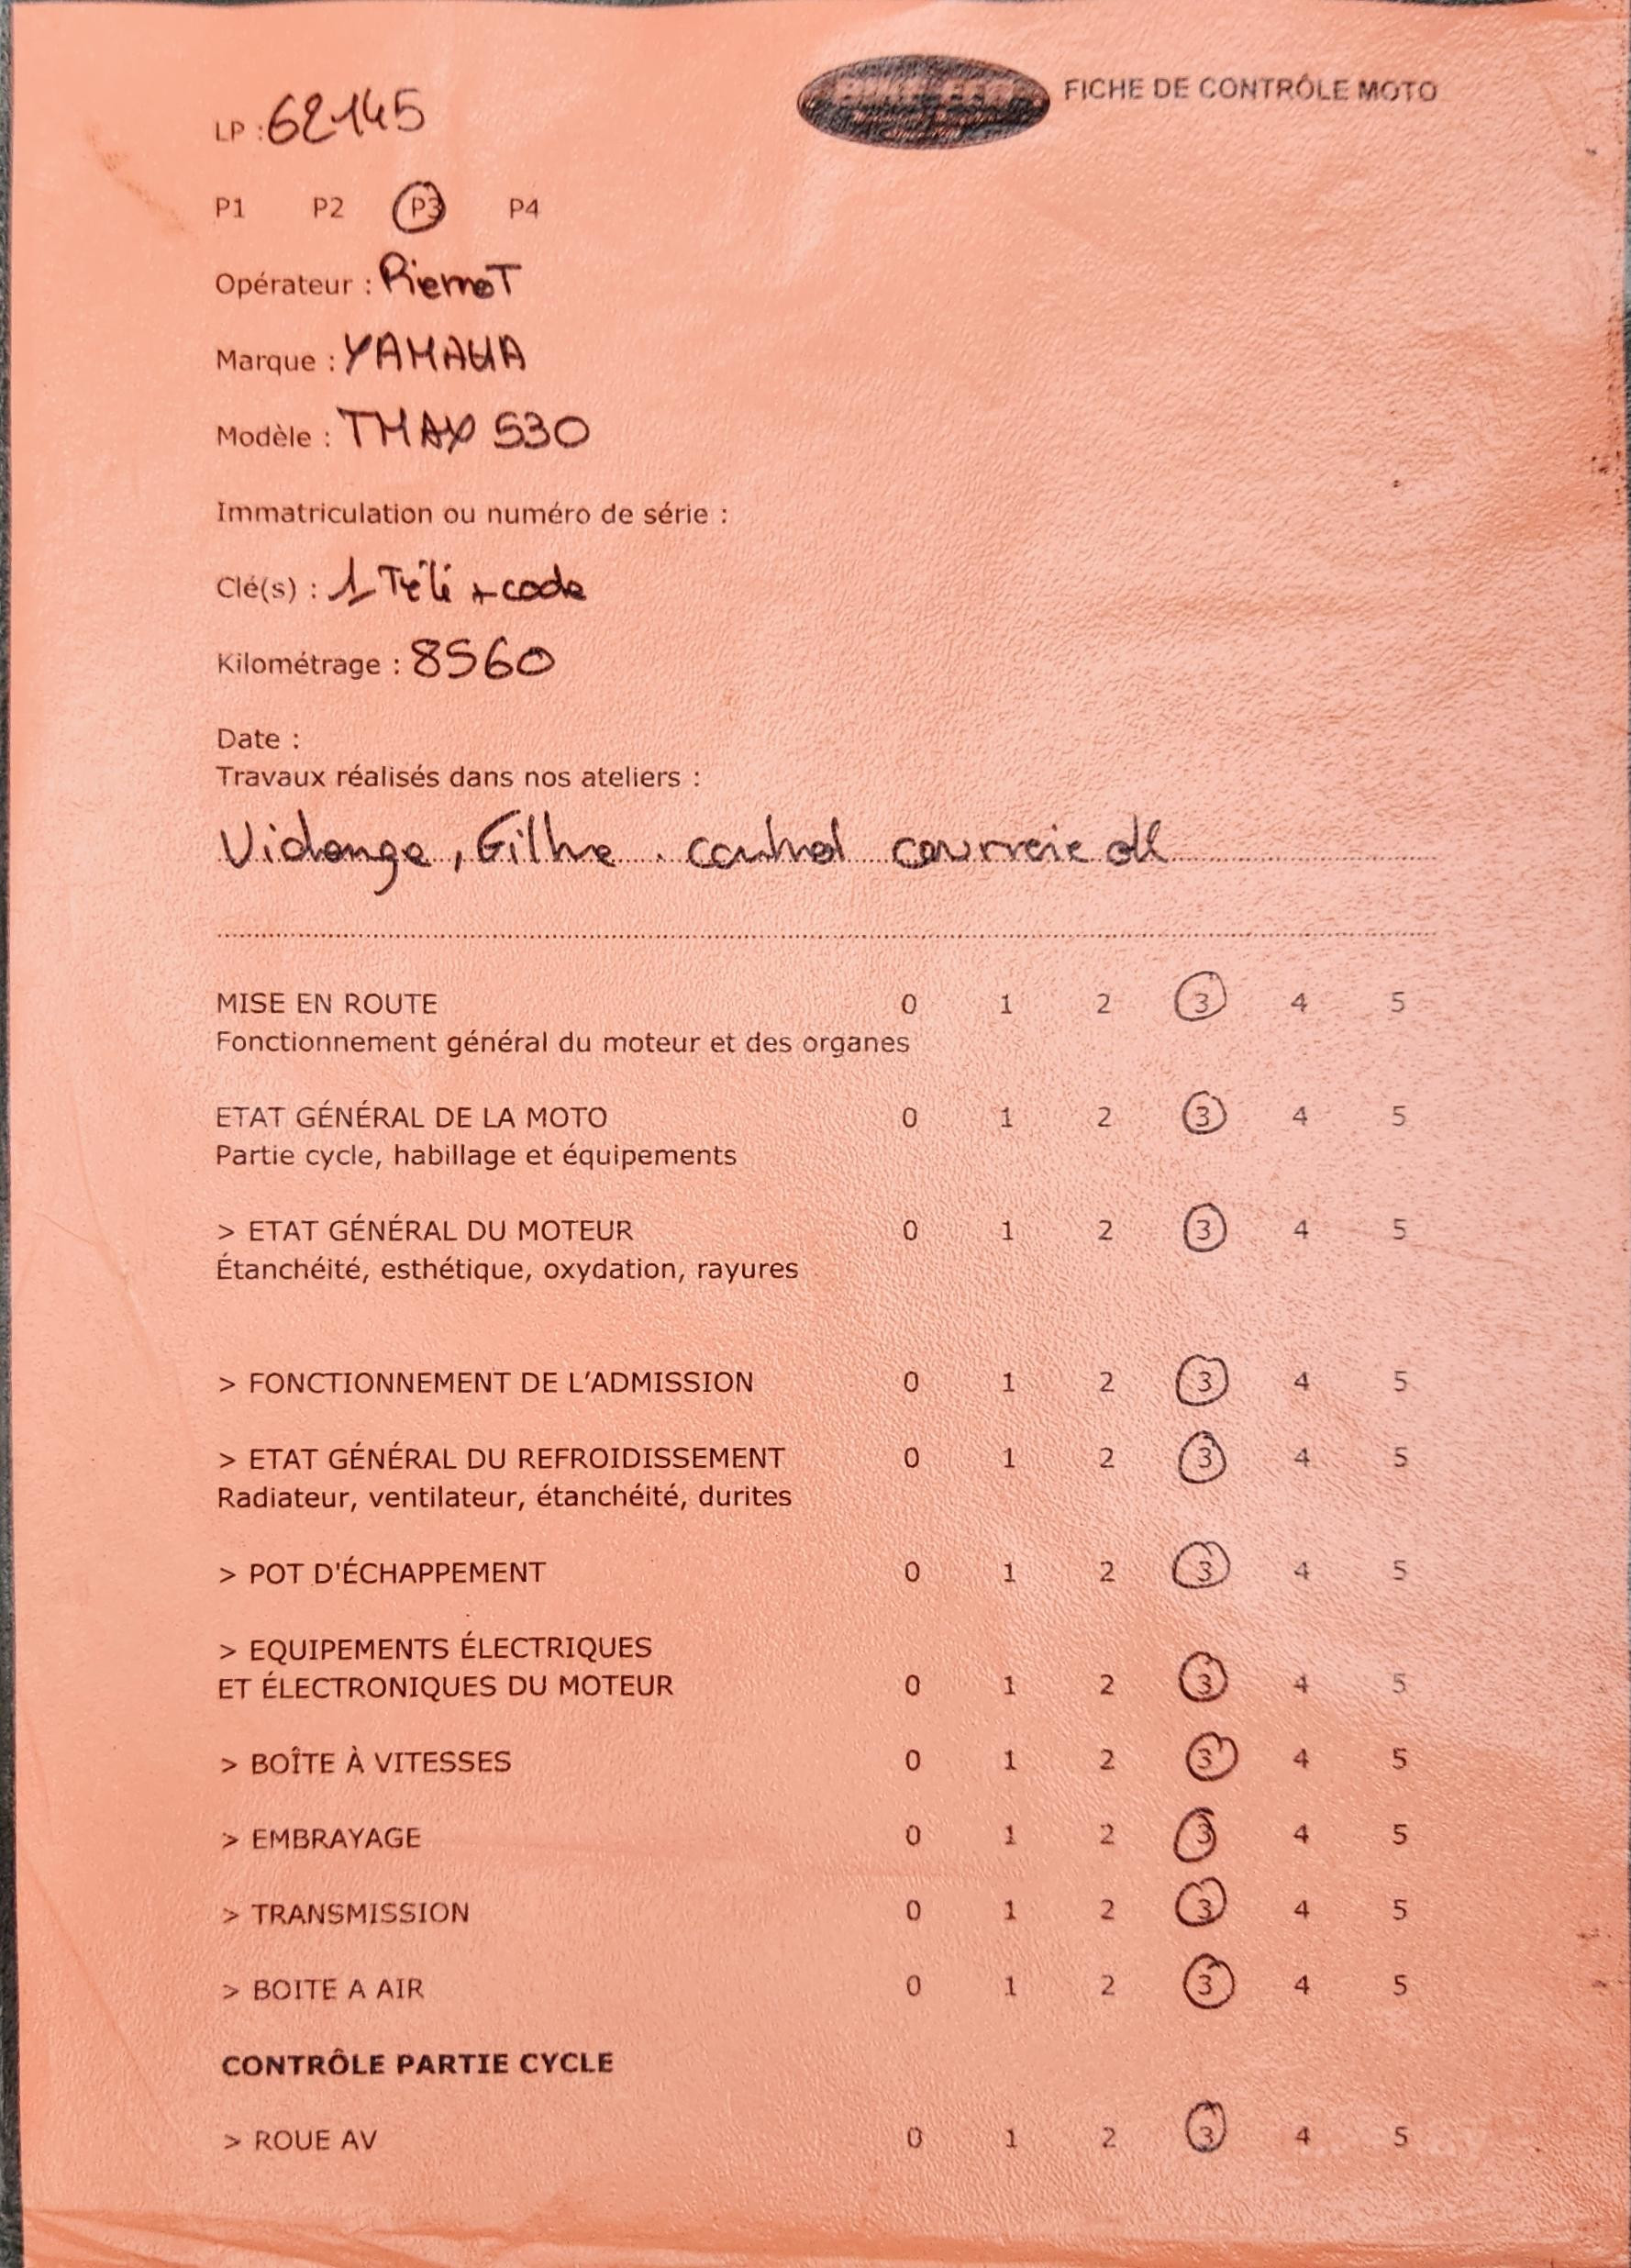 FICHE DE CONTRÔLE MOTO
LP : 62145
P1 P2 P3 P4
Opérateur : PierroT
Marque : YAMAHA
Modèle : TMAX 530
Immatriculation ou numéro de série :
Clé(s) : 1 Télé + code
Kilométrage : 8560
Date :
Travaux réalisés dans nos ateliers :
Vidange, Filtre. control courroie ok
MISE EN ROUTE 0 1 2 3 4 5
Fonctionnement général du moteur et des organes
ETAT GÉNÉRAL DE LA MOTO 0 1 2 3 4 5
Partie cycle, habillage et équipements
> ETAT GÉNÉRAL DU MOTEUR 0 1 2 3 4 5
Étanchéité, esthétique, oxydation, rayures
> FONCTIONNEMENT DE L'ADMISSION 0 1 2 3 4 5
> ETAT GÉNÉRAL DU REFROIDISSEMENT 0 1 2 3 4 5
Radiateur, ventilateur, étanchéité, durites
> POT D'ÉCHAPPEMENT 0 1 2 3 4 5
> EQUIPEMENTS ÉLECTRIQUES
ET ÉLECTRONIQUES DU MOTEUR 0 1 2 3 4 5
> BOÎTE À VITESSES 0 1 2 3 4 5
> EMBRAYAGE 0 1 2 3 4 5
> TRANSMISSION 0 1 2 3 4 5
> BOITE A AIR 0 1 2 3 4 5
CONTRÔLE PARTIE CYCLE
> ROUE AV 0 1 2 3 4 5